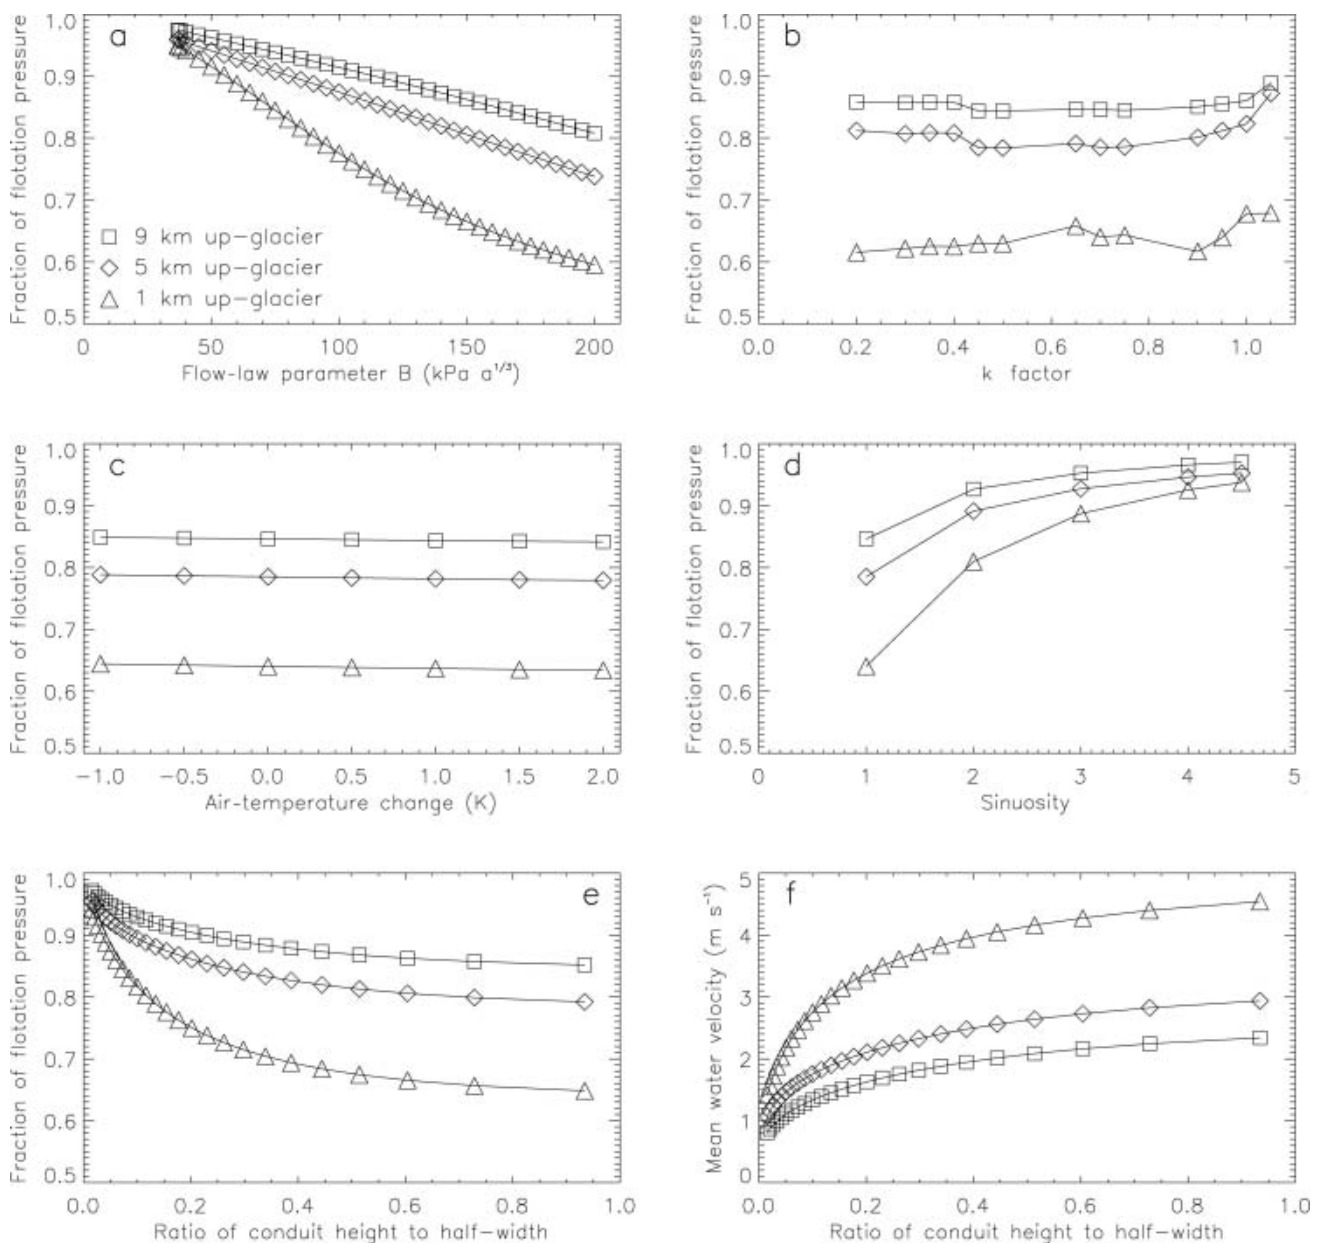 a
Fraction of flotation pressure
1.0
0.9
0.8
0.7
0.6
0.5
9 km up-glacier
5 km up-glacier
1 km up-glacier
0 50 100 150 200
Flow-law parameter B (kPa a^1/3)
b
Fraction of flotation pressure
1.0
0.9
0.8
0.7
0.6
0.5
0.0 0.2 0.4 0.6 0.8 1.0
k factor
c
Fraction of flotation pressure
1.0
0.9
0.8
0.7
0.6
0.5
-1.0 -0.5 0.0 0.5 1.0 1.5 2.0
Air-temperature change (K)
d
Fraction of flotation pressure
1.0
0.9
0.8
0.7
0.6
0.5
0 1 2 3 4 5
Sinuosity
e
Fraction of flotation pressure
1.0
0.9
0.8
0.7
0.6
0.5
0.0 0.2 0.4 0.6 0.8 1.0
Ratio of conduit height to half-width
f
Mean water velocity (m s⁻¹)
5
4
3
2
1
0
0.0 0.2 0.4 0.6 0.8 1.0
Ratio of conduit height to half-width